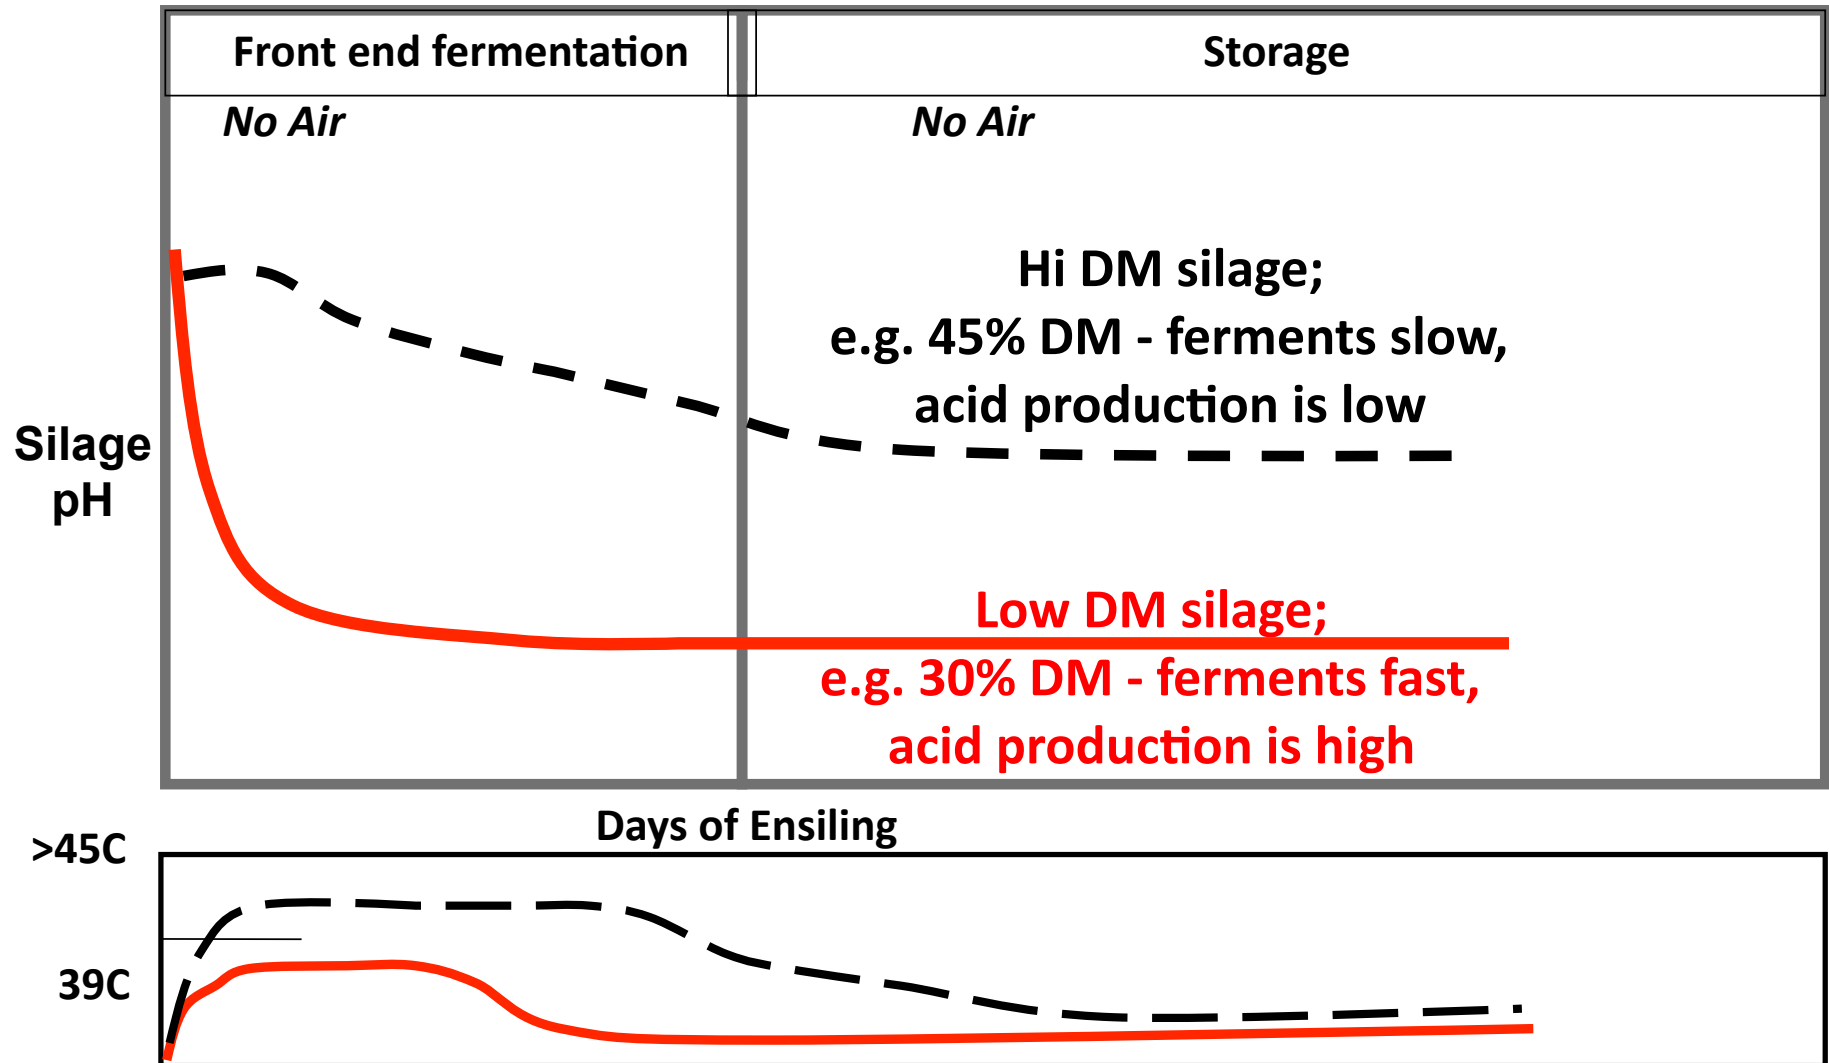 Front end fermentation
Storage
No Air
No Air
Hi DM silage;
e.g. 45% DM - ferments slow,
acid production is low
Silage
pH
Low DM silage;
e.g. 30% DM - ferments fast,
acid production is high
Days of Ensiling
>45C
39C